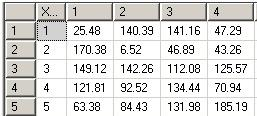 X... 1 2 3 4
1 1 25.48 140.39 141.16 47.29
2 2 170.38 6.52 46.89 43.26
3 3 149.12 142.26 112.08 125.57
4 4 121.81 92.52 134.44 70.94
5 5 63.38 84.43 131.98 185.19